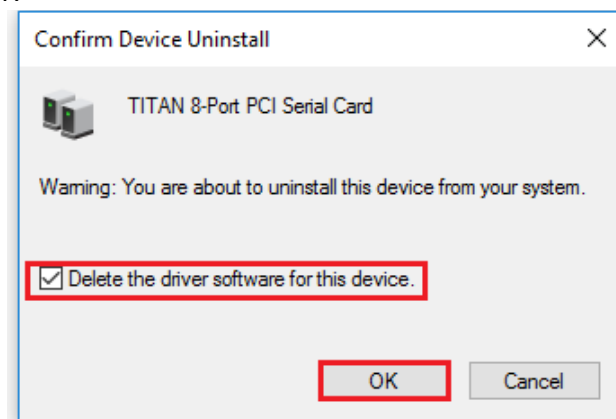 Confirm Device Uninstall
TITAN 8-Port PCI Serial Card
Warning: You are about to uninstall this device from your system.
Delete the driver software for this device.
OK Cancel